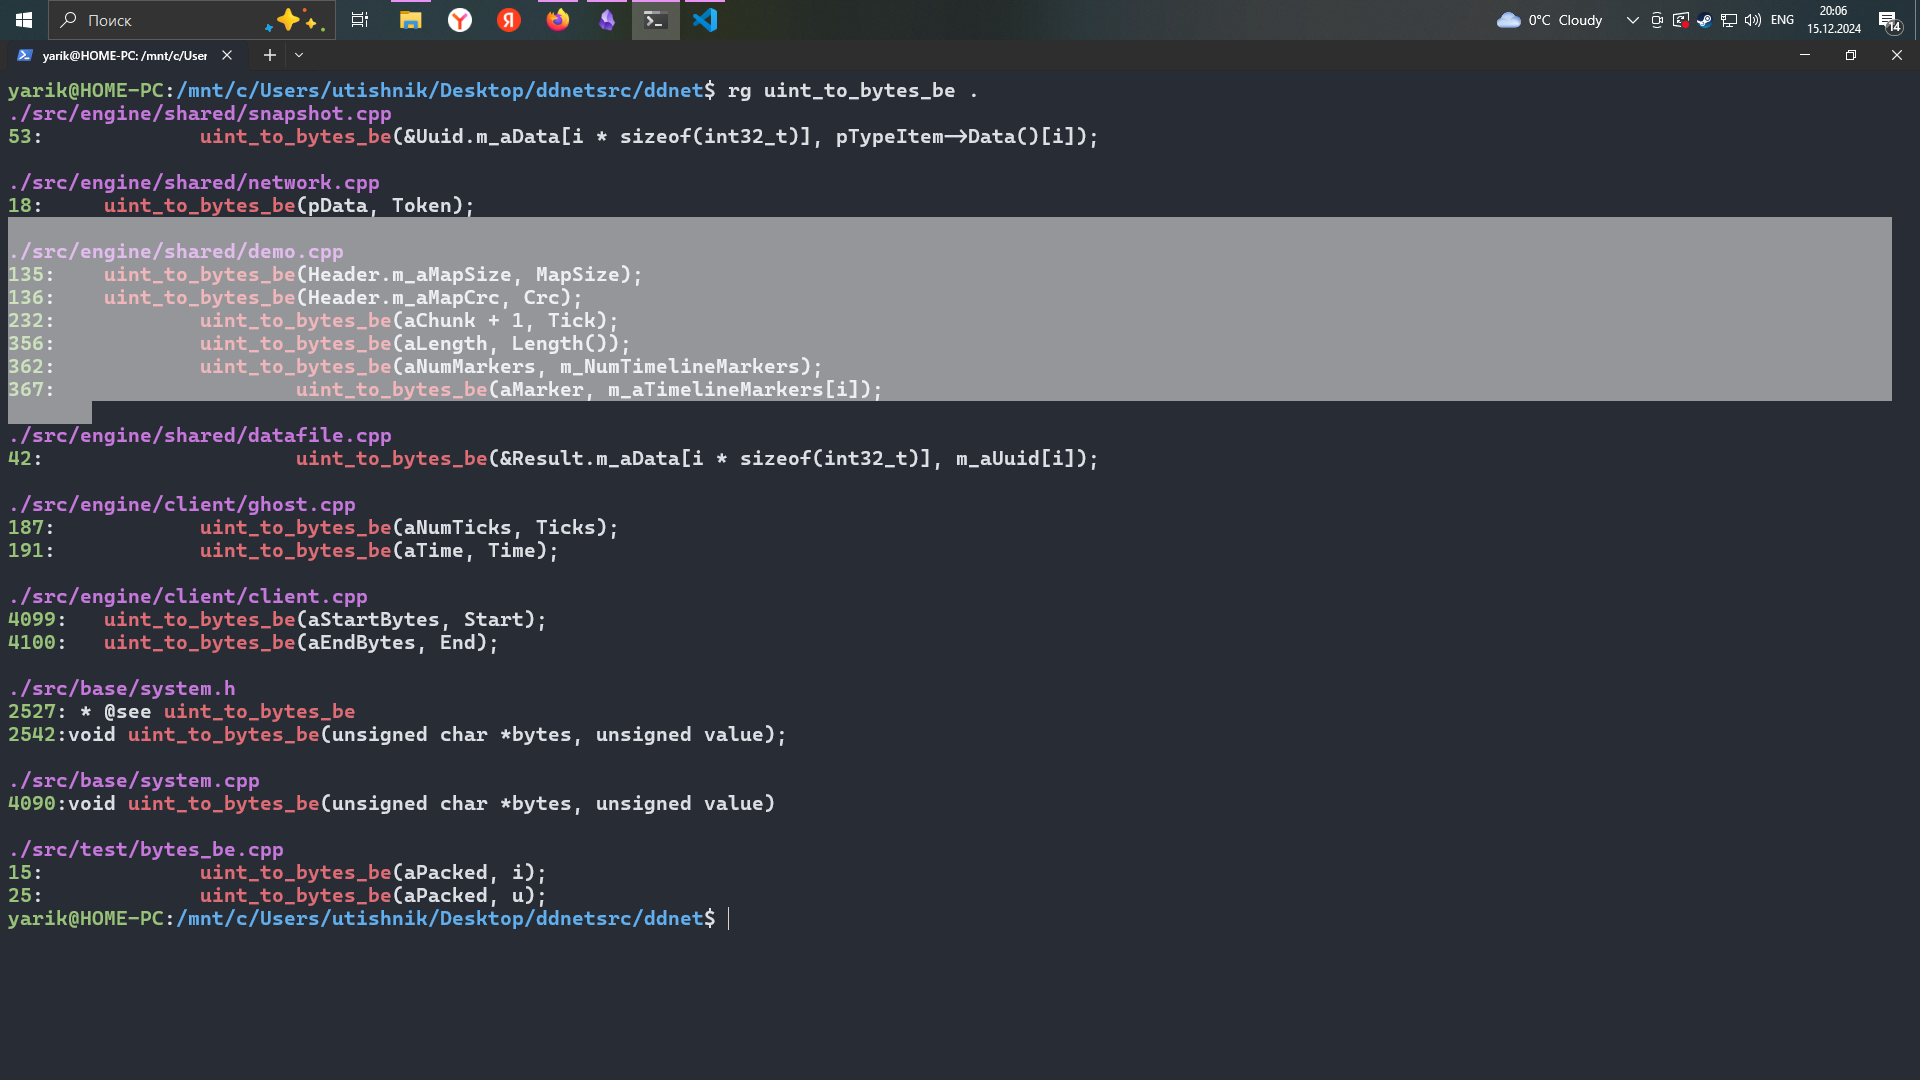 Поиск
0°C Cloudy
ENG
20:06
15.12.2024
14
yarik@HOME-PC: /mnt/c/User
yarik@HOME-PC:/mnt/c/Users/utishnik/Desktop/ddnetsrc/ddnet$ rg uint_to_bytes_be .
./src/engine/shared/snapshot.cpp
53:             uint_to_bytes_be(&Uuid.m_aData[i * sizeof(int32_t)], pTypeItem->Data()[i]);
./src/engine/shared/network.cpp
18:     uint_to_bytes_be(pData, Token);
./src/engine/shared/demo.cpp
135:    uint_to_bytes_be(Header.m_aMapSize, MapSize);
136:    uint_to_bytes_be(Header.m_aMapCrc, Crc);
232:            uint_to_bytes_be(aChunk + 1, Tick);
356:            uint_to_bytes_be(aLength, Length());
362:            uint_to_bytes_be(aNumMarkers, m_NumTimelineMarkers);
367:                    uint_to_bytes_be(aMarker, m_aTimelineMarkers[i]);
./src/engine/shared/datafile.cpp
42:                     uint_to_bytes_be(&Result.m_aData[i * sizeof(int32_t)], m_aUuid[i]);
./src/engine/client/ghost.cpp
187:            uint_to_bytes_be(aNumTicks, Ticks);
191:            uint_to_bytes_be(aTime, Time);
./src/engine/client/client.cpp
4099:   uint_to_bytes_be(aStartBytes, Start);
4100:   uint_to_bytes_be(aEndBytes, End);
./src/base/system.h
2527: * @see uint_to_bytes_be
2542:void uint_to_bytes_be(unsigned char *bytes, unsigned value);
./src/base/system.cpp
4090:void uint_to_bytes_be(unsigned char *bytes, unsigned value)
./src/test/bytes_be.cpp
15:             uint_to_bytes_be(aPacked, i);
25:             uint_to_bytes_be(aPacked, u);
yarik@HOME-PC:/mnt/c/Users/utishnik/Desktop/ddnetsrc/ddnet$